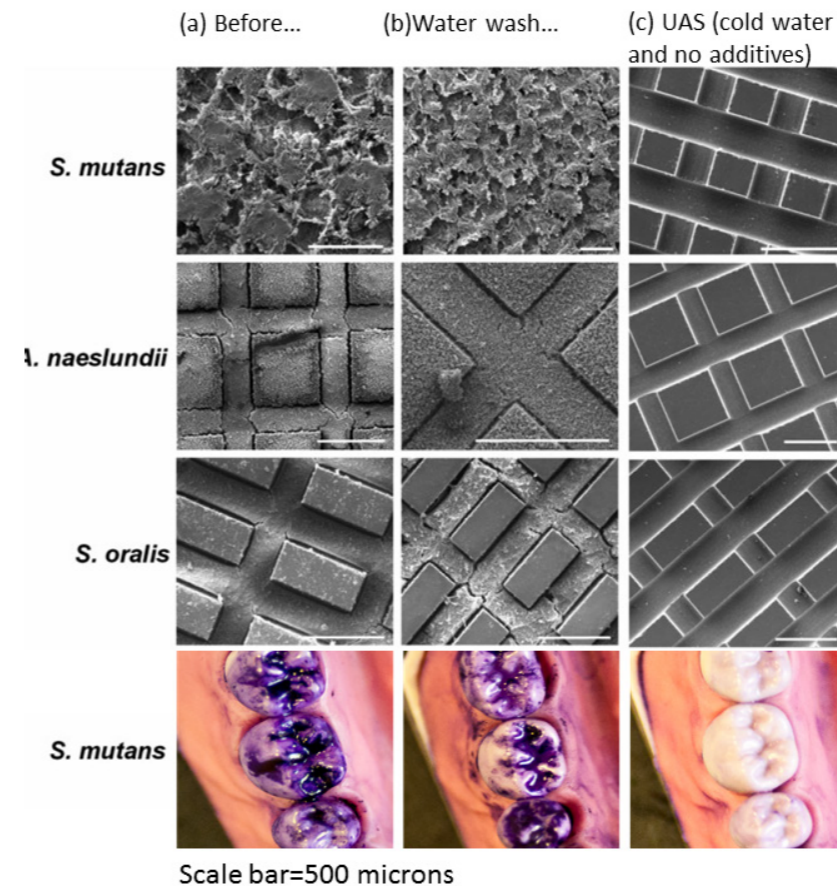 (a) Before...
(b)Water wash...
(c) UAS (cold water
and no additives)
S. mutans
A. naeslundii
S. oralis
S. mutans
Scale bar=500 microns